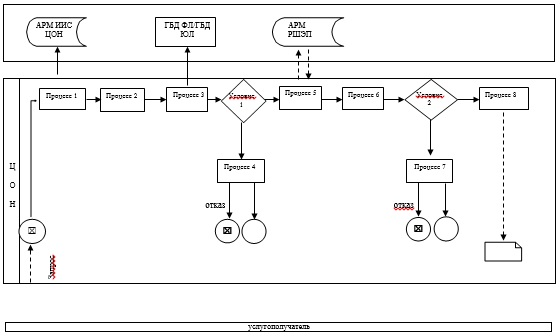 АРМ ИИС
ЦОН
ГБД ФЛ/ГБД
ЮЛ
АРМ
РШЭП
Процесс 1
Процесс 2
Процесс 3
Условие
1
Процесс 5
Процесс 6
Условие
2
Процесс 8
Процесс 4
Процесс 7
Ц
О
Н
отказ
отказ
Запрос
услугополучатель